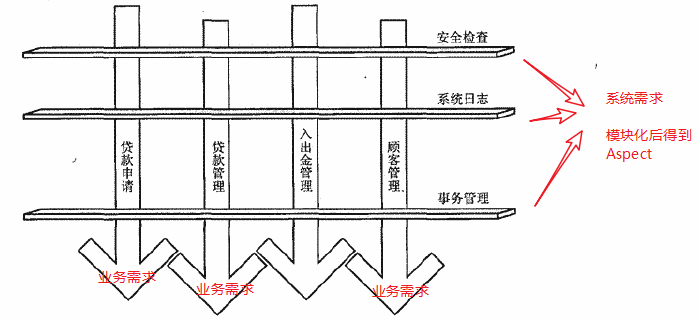 安全检查
系统日志
系统需求
模块化后得到
Aspect
贷款申请
贷款管理
入出金管理
顾客管理
事务管理
业务需求
业务需求
业务需求